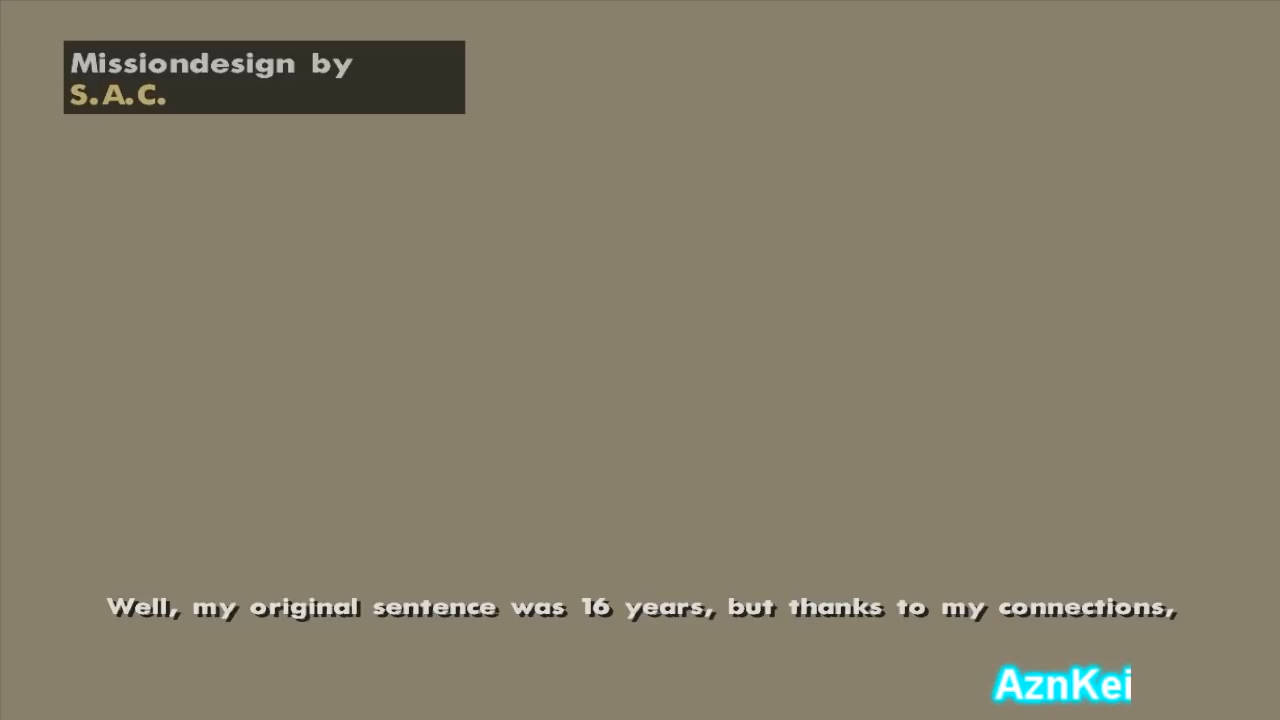 Missiondesign by
S.A.C.
Well, my original sentence was 16 years, but thanks to my connections,
AznKei